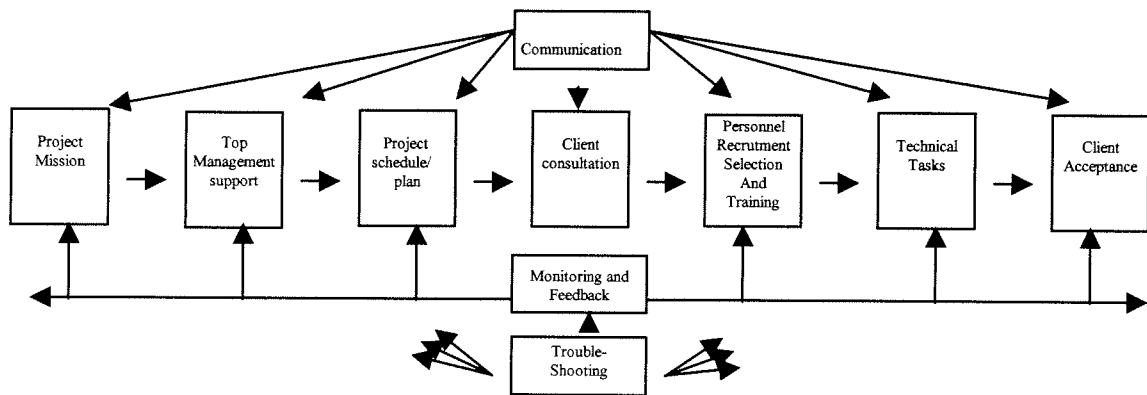 Communication
Project
Mission
Top
Management
support
Project
schedule/
plan
Client
consultation
Personnel
Recrutment
Selection
And
Training
Technical
Tasks
Client
Acceptance
Monitoring and
Feedback
Trouble-
Shooting